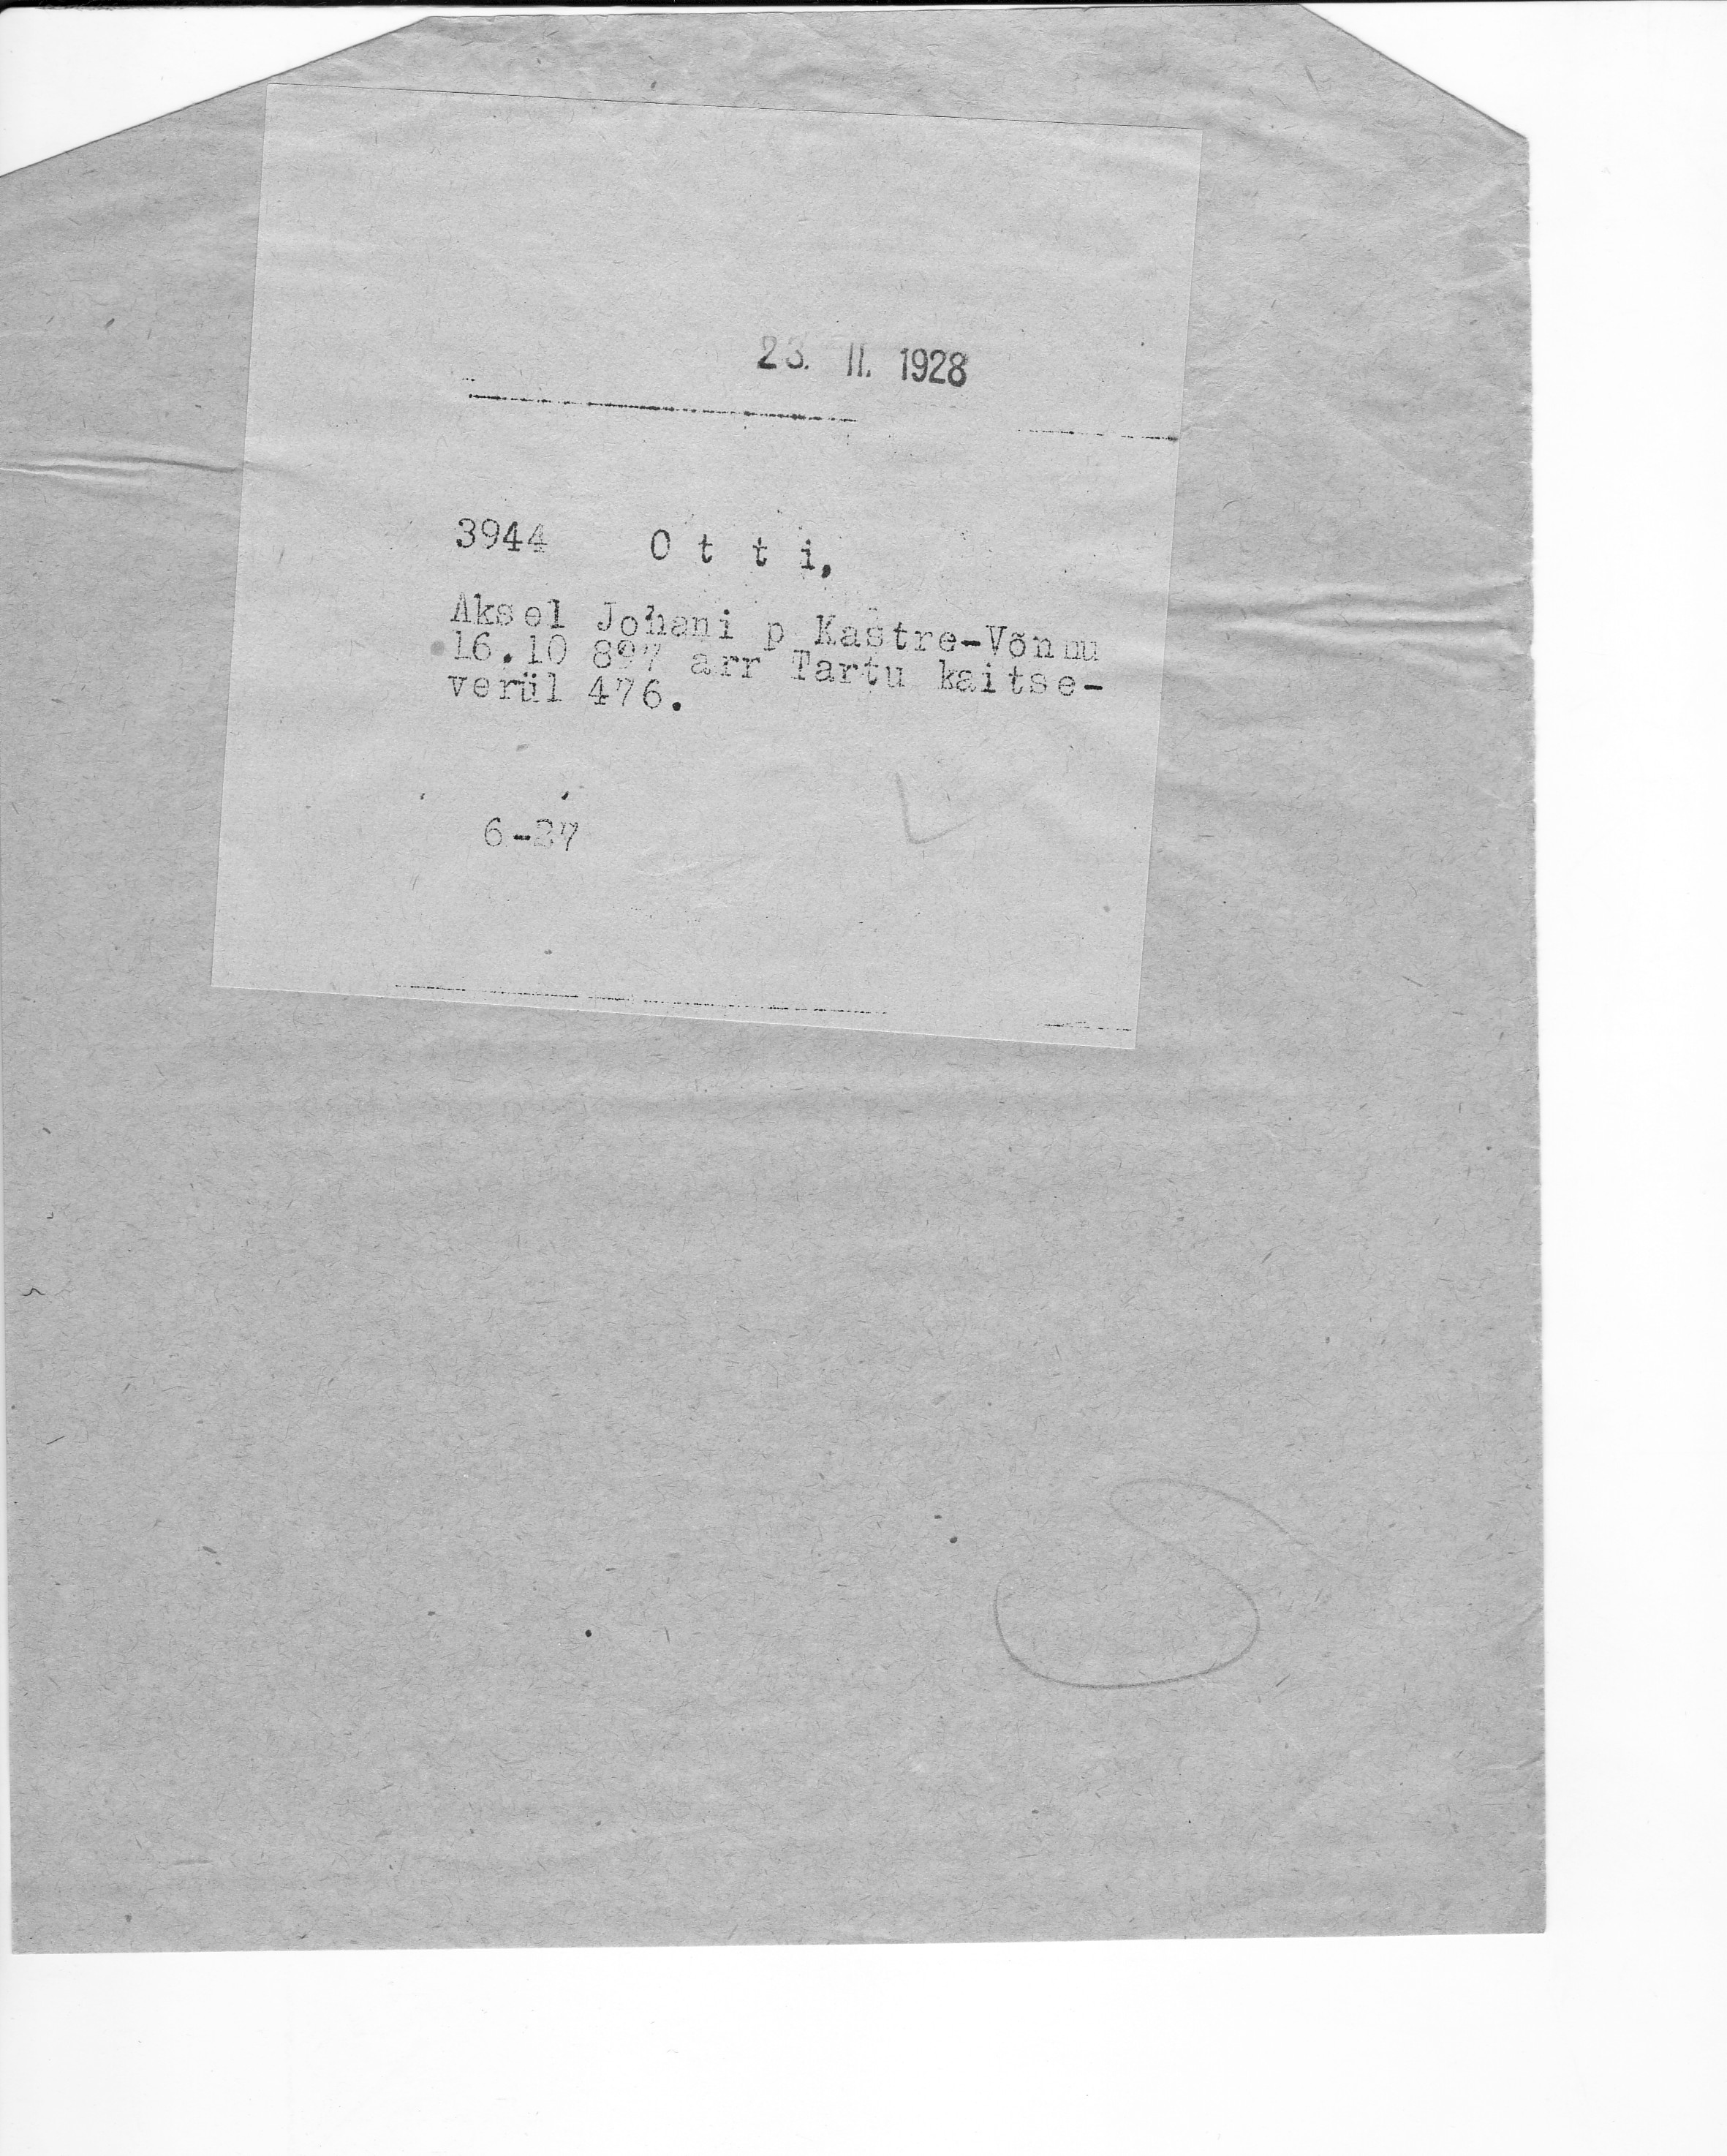 23. II. 1928
3944 O t t i,
Aksel Johani p Kastre-Võnnu
16.10 897 arr Tartu kaitse-
verül 476.
6-27